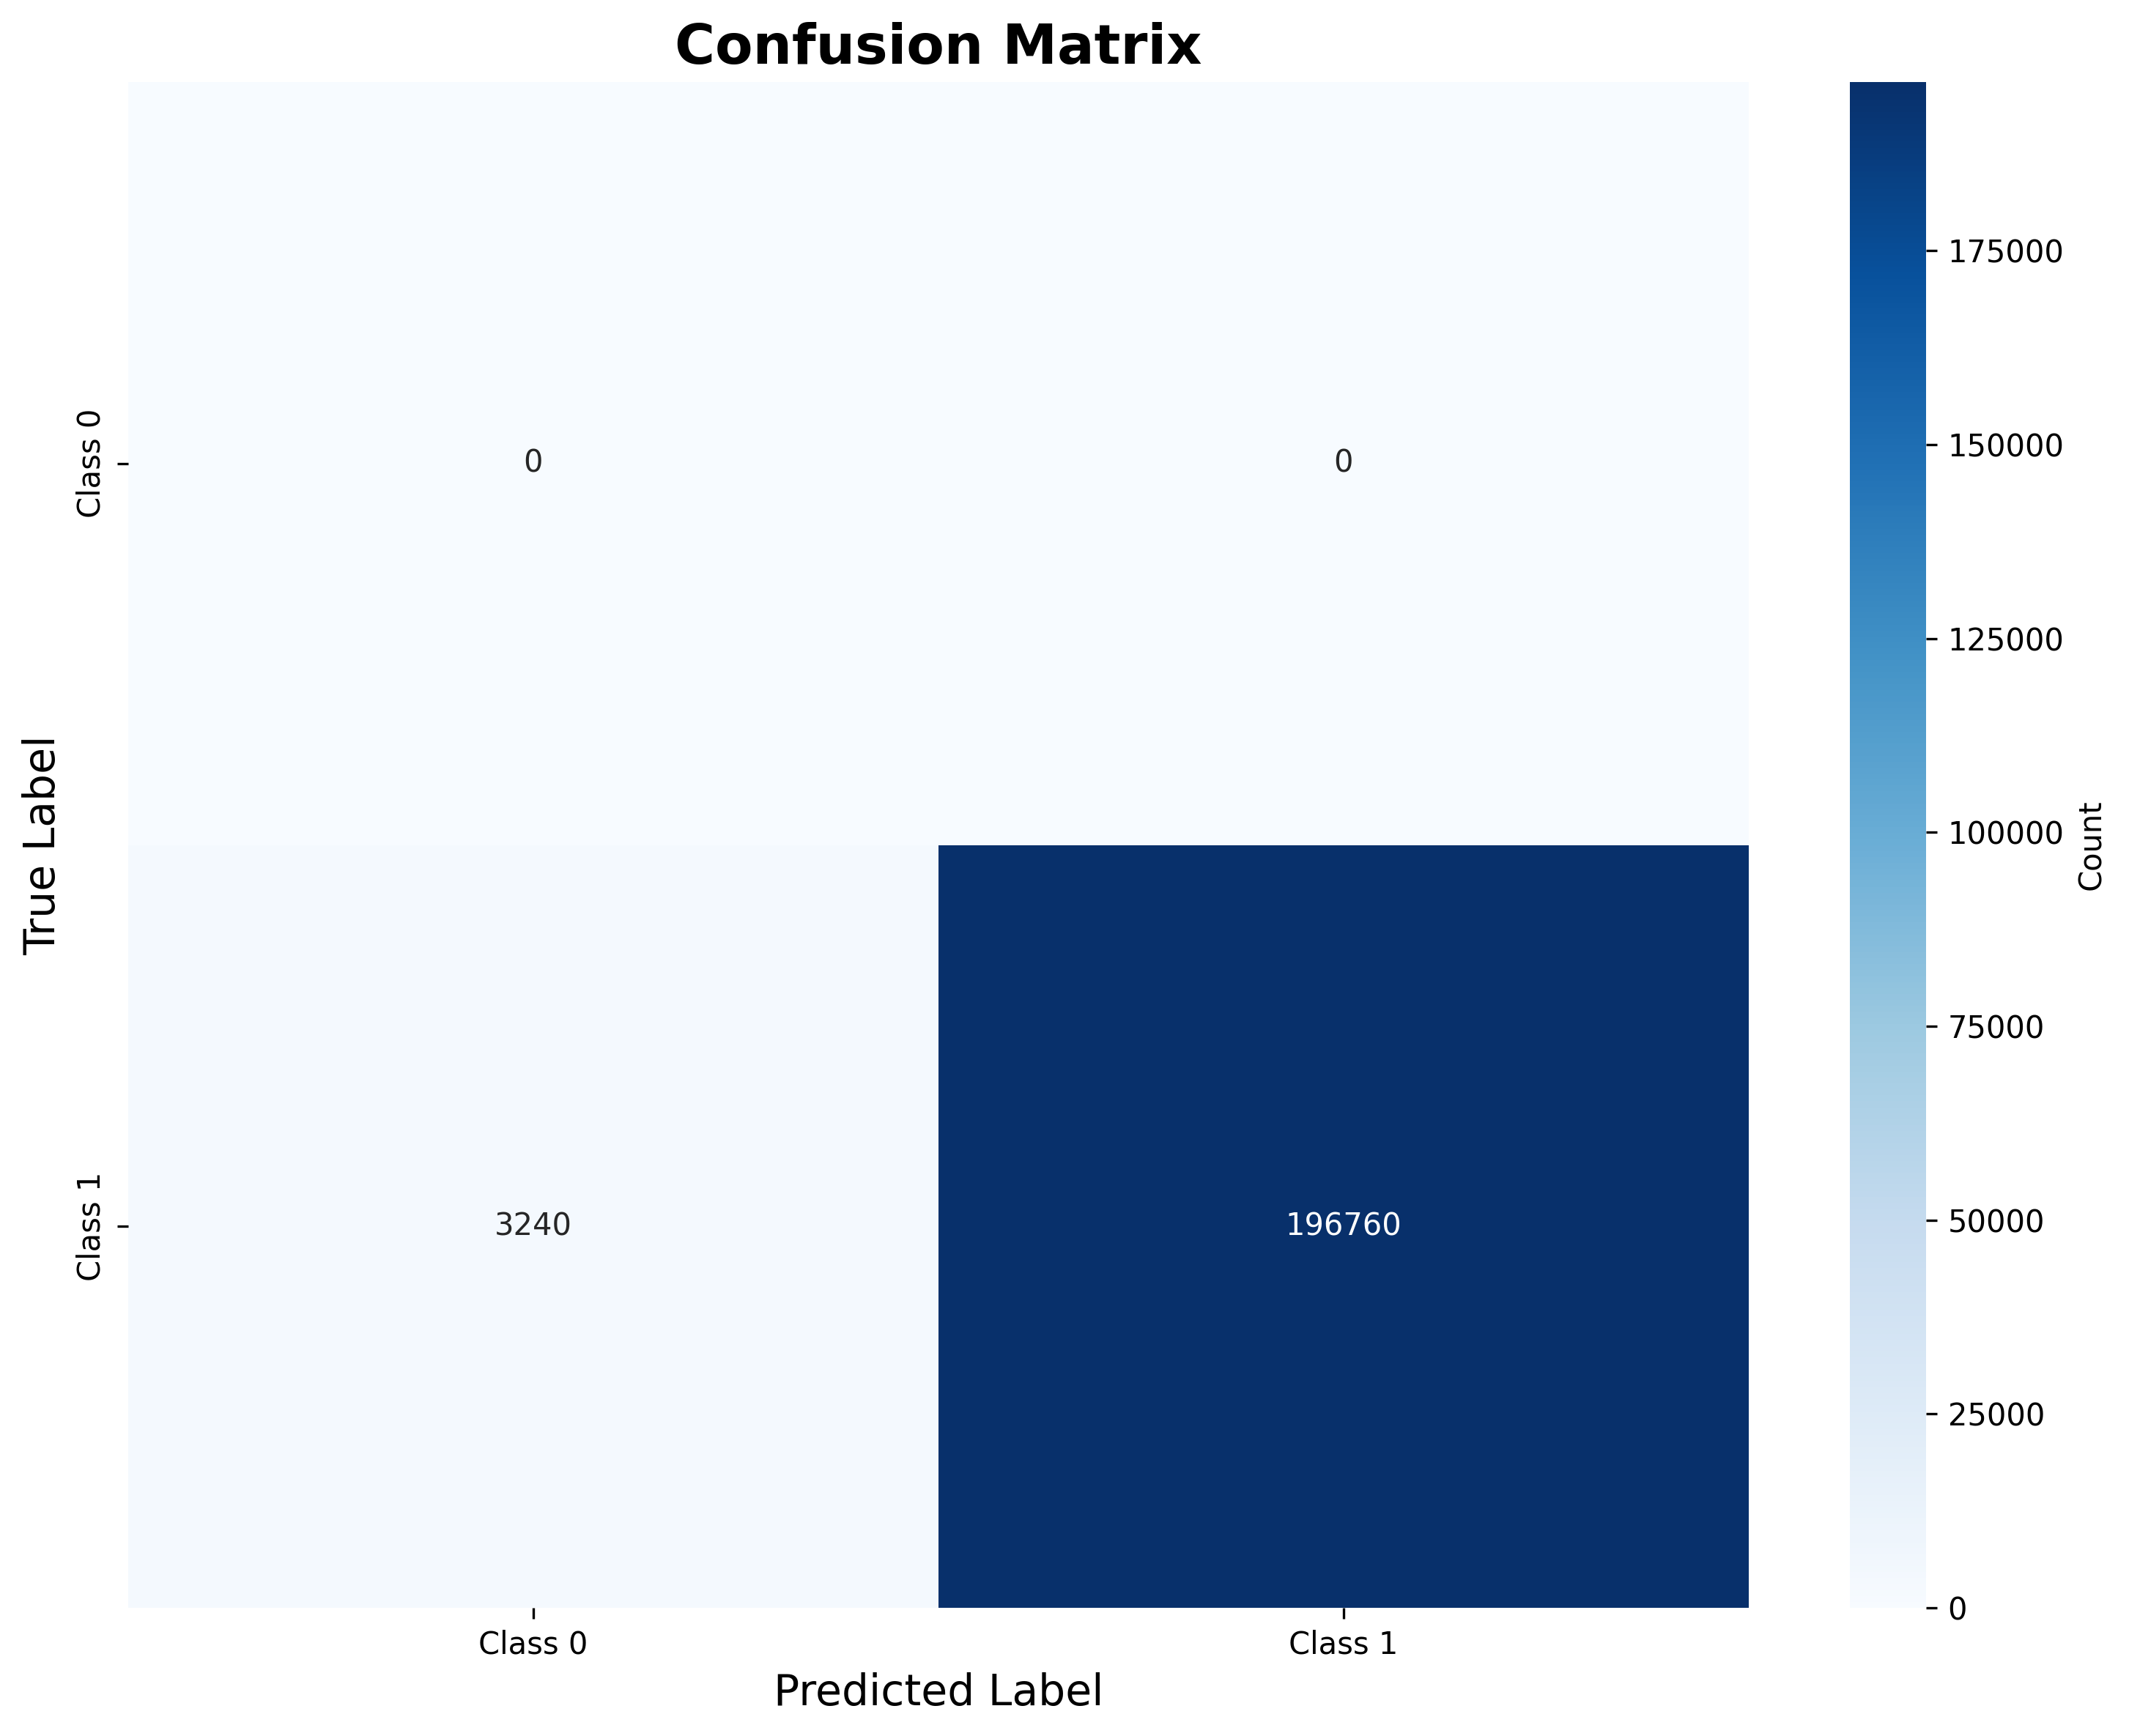 Confusion Matrix
True Label
Class 0
Class 1
0 0
3240 196760
Class 0 Class 1
Predicted Label
175000
150000
125000
100000
75000
50000
25000
0
Count